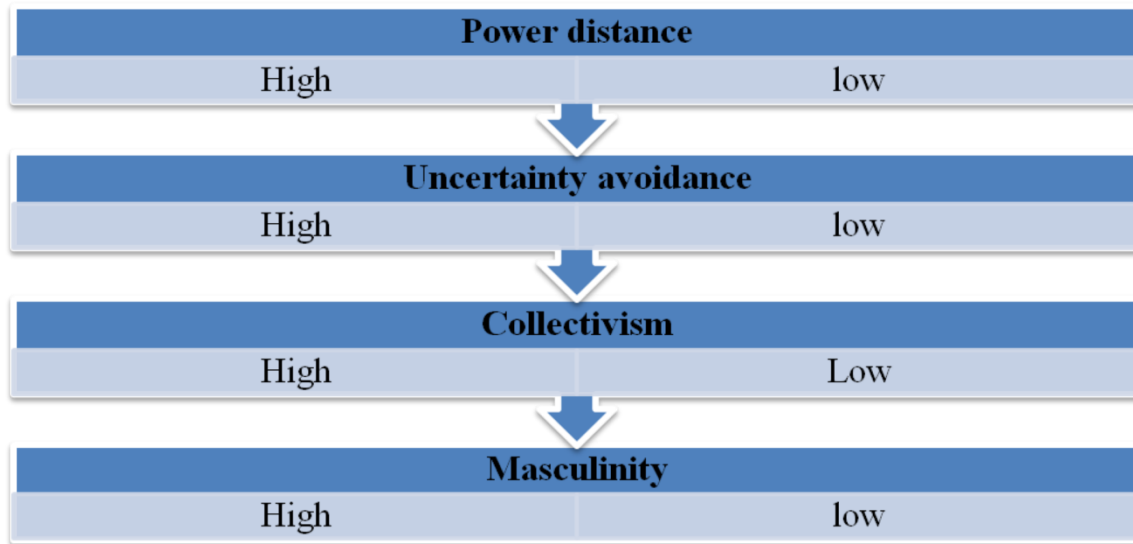 Power distance
High low
Uncertainty avoidance
High low
Collectivism
High Low
Masculinity
High low